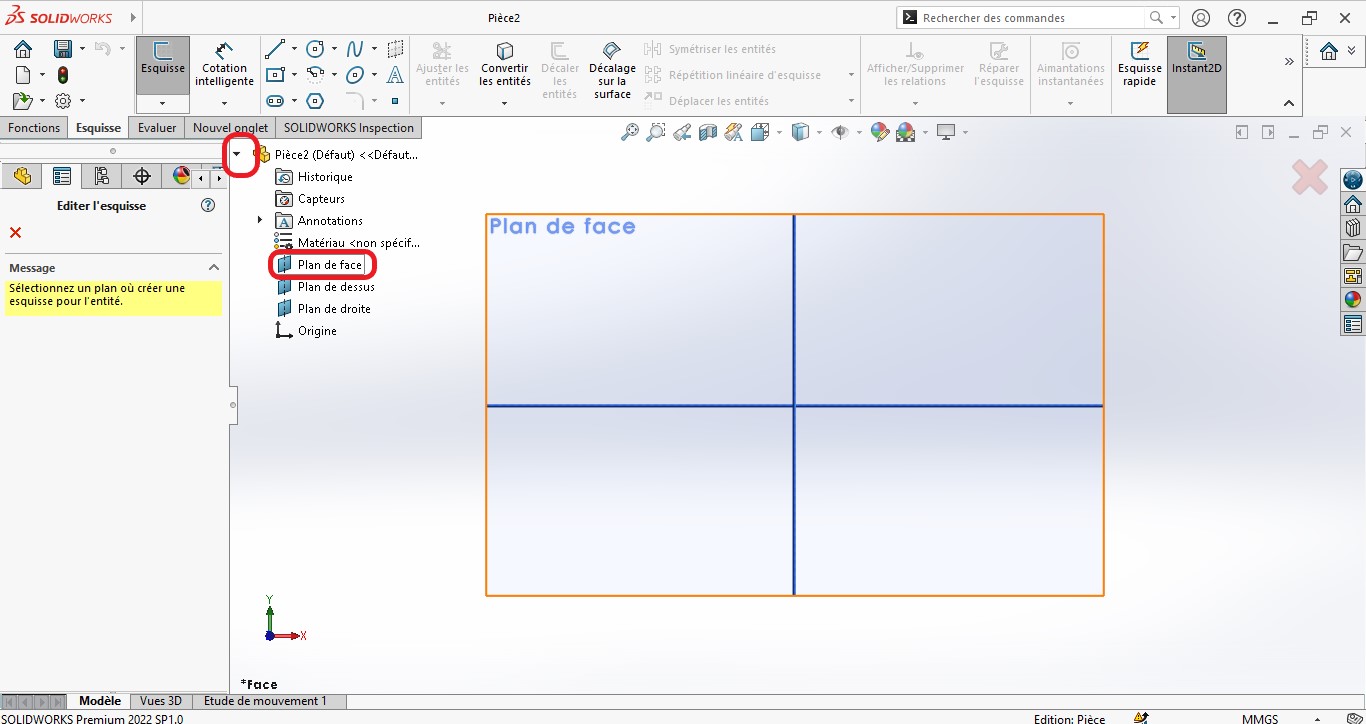 SOLIDWORKS
Pièce2
Rechercher des commandes
Esquisse
Cotation
intelligente
Ajuster les
entités
Convertir
les entités
Décaler
les
entités
Décalage
sur la
surface
Symétriser les entités
Répétition linéaire d'esquisse
Déplacer les entités
Afficher/Supprimer
les relations
Réparer
l'esquisse
Aimantations
instantanées
Esquisse
rapide
Instant2D
Fonctions
Esquisse
Evaluer
Nouvel onglet
SOLIDWORKS Inspection
Pièce2 (Défaut) <<Défaut...
Historique
Capteurs
Annotations
Matériau <non spécif...
Plan de face
Plan de dessus
Plan de droite
Origine
Editer l'esquisse
Message
Sélectionnez un plan où créer une
esquisse pour l'entité.
Plan de face
Y
X
*Face
Modèle
Vues 3D
Etude de mouvement 1
SOLIDWORKS Premium 2022 SP1.0
Edition: Pièce
MMGS